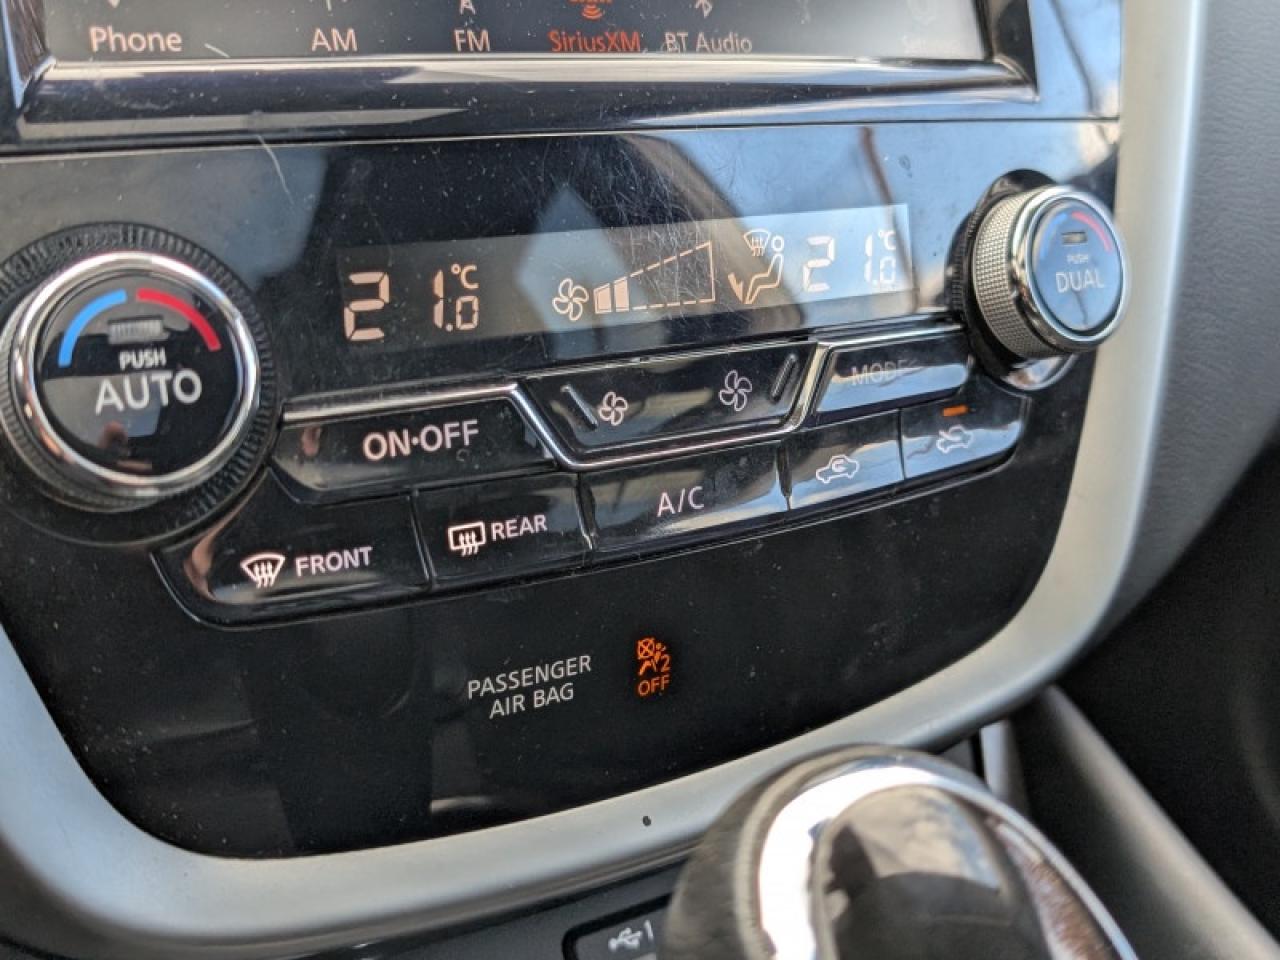 Phone AM FM SiriusXM BT Audio
21.0°C 21.0°C
PUSH
AUTO
PUSH
DUAL
ON·OFF
MODE
FRONT
REAR
A/C
PASSENGER
AIR BAG
2
OFF